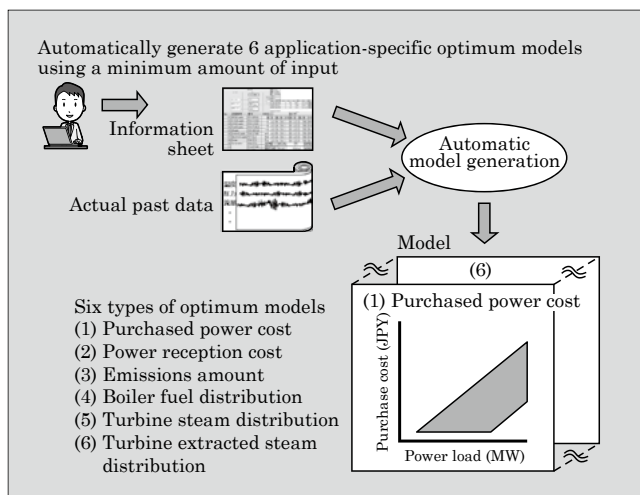 Automatically generate 6 application-specific optimum models
using a minimum amount of input
Information
sheet
Actual past data
Automatic
model generation
Model
(6)
(1) Purchased power cost
Purchase cost (JPY)
Power load (MW)
Six types of optimum models
(1) Purchased power cost
(2) Power reception cost
(3) Emissions amount
(4) Boiler fuel distribution
(5) Turbine steam distribution
(6) Turbine extracted steam
distribution